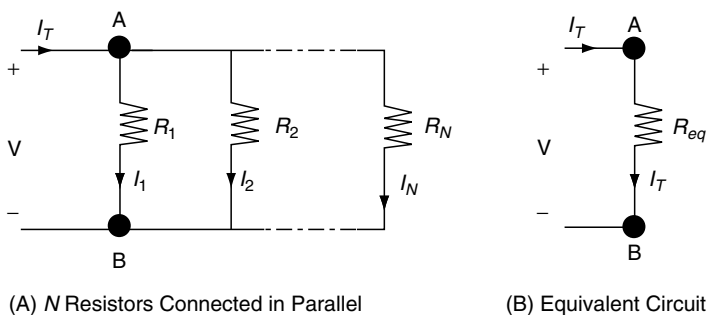 A
I_T
+
V
−
R_1
R_2
R_N
I_1
I_2
I_N
B
(A) N Resistors Connected in Parallel
A
I_T
+
V
−
R_eq
I_T
B
(B) Equivalent Circuit